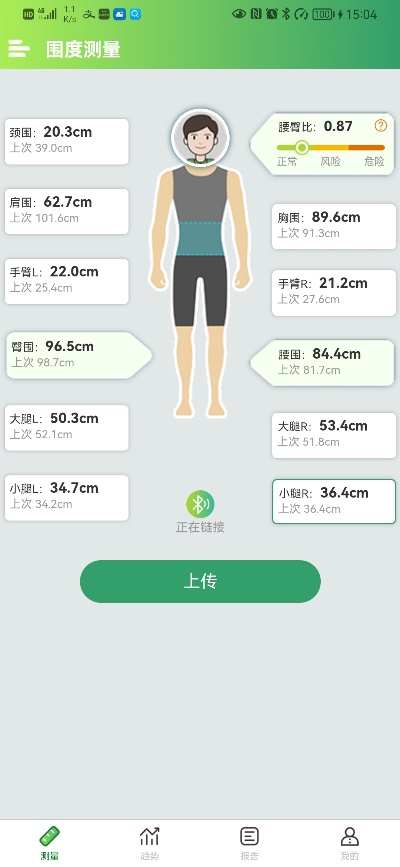 HD 4G 1.1 K/s 100 15:04
围度测量
颈围：20.3cm
上次 39.0cm
腰臀比：0.87 ?
正常 风险 危险
肩围：62.7cm
上次 101.6cm
胸围：89.6cm
上次 91.3cm
手臂L：22.0cm
上次 25.4cm
手臂R：21.2cm
上次 27.6cm
臀围：96.5cm
上次 98.7cm
腰围：84.4cm
上次 81.7cm
大腿L：50.3cm
上次 52.1cm
大腿R：53.4cm
上次 51.8cm
小腿L：34.7cm
上次 34.2cm
小腿R：36.4cm
上次 36.4cm
正在链接
上传
测量 趋势 报告 我的